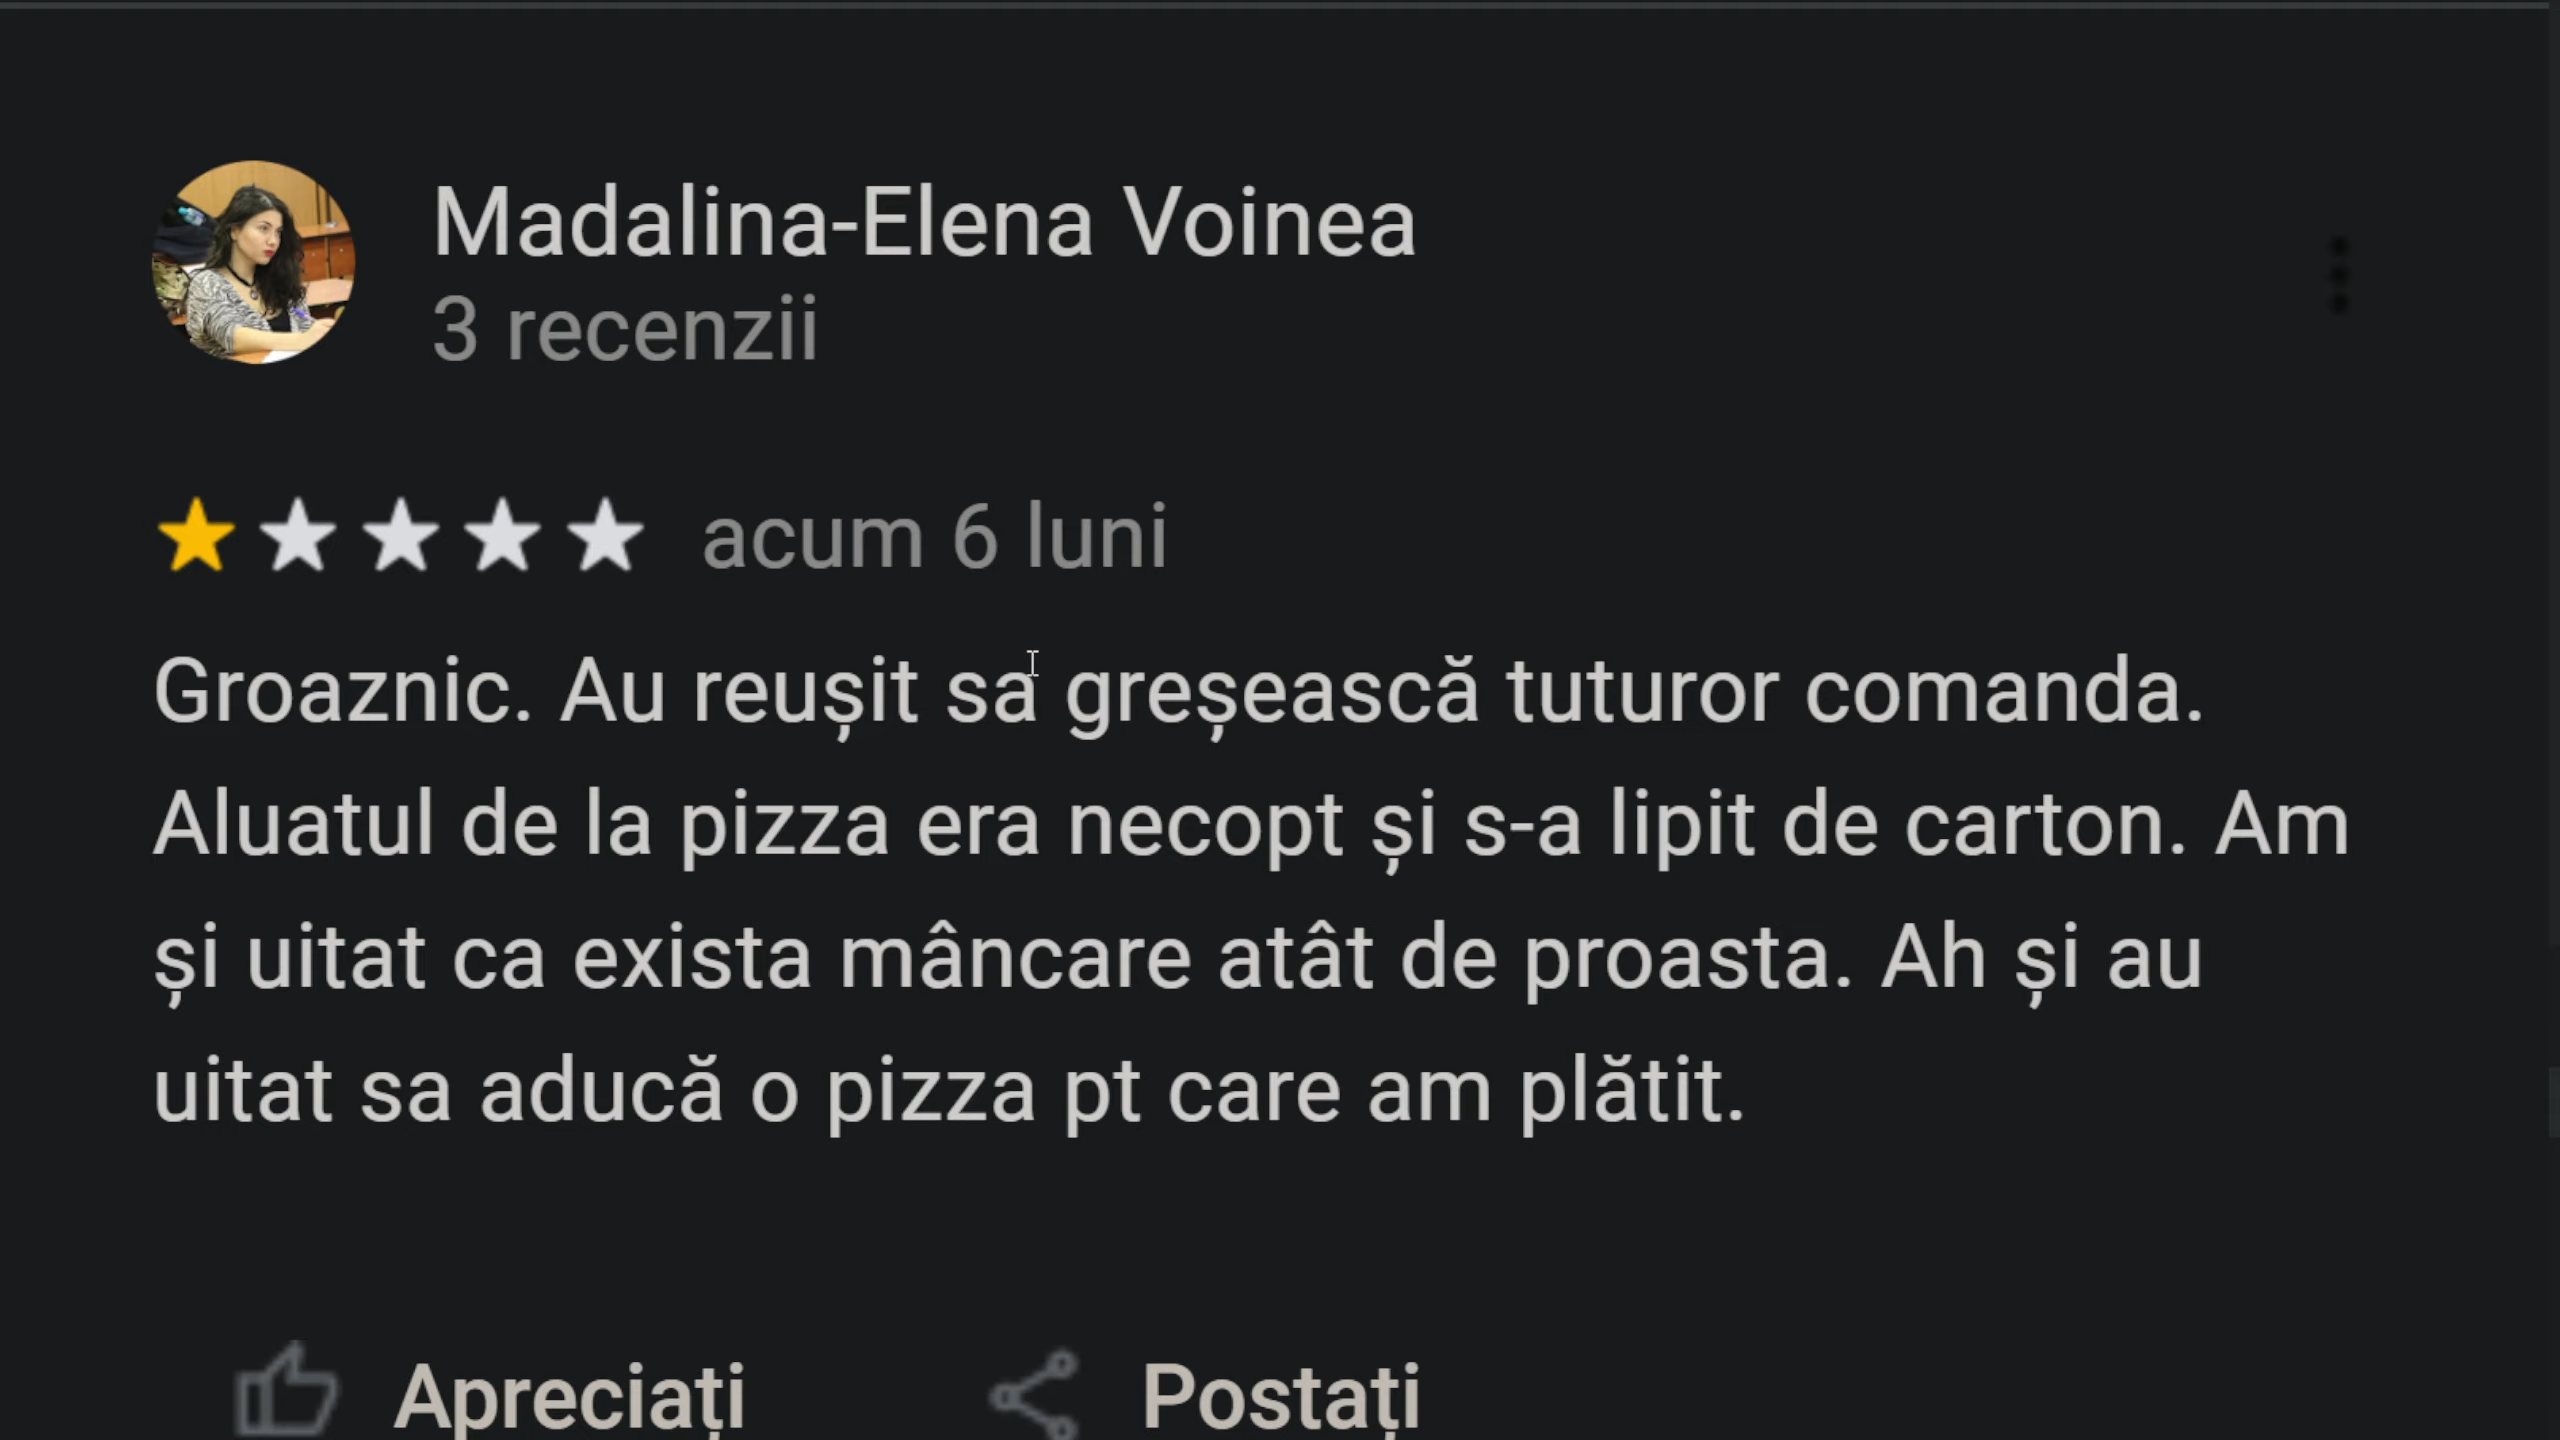 Madalina-Elena Voinea
3 recenzii
acum 6 luni
Groaznic. Au reușit sa greșească tuturor comanda.
Aluatul de la pizza era necopt și s-a lipit de carton. Am
și uitat ca exista mâncare atât de proasta. Ah și au
uitat sa aducă o pizza pt care am plătit.
Apreciați Postați